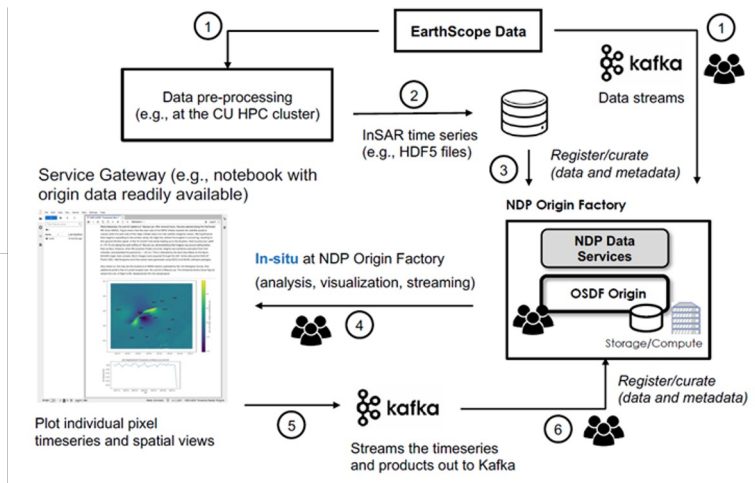 1
EarthScope Data
1
kafka
Data streams
Data pre-processing
(e.g., at the CU HPC cluster)
2
InSAR time series
(e.g., HDF5 files)
3
Register/curate
(data and metadata)
Service Gateway (e.g., notebook with
origin data readily available)
NDP Origin Factory
NDP Data
Services
OSDF Origin
Storage/Compute
In-situ at NDP Origin Factory
(analysis, visualization, streaming)
4
Register/curate
(data and metadata)
5
kafka
6
Plot individual pixel
timeseries and spatial views
Streams the timeseries
and products out to Kafka